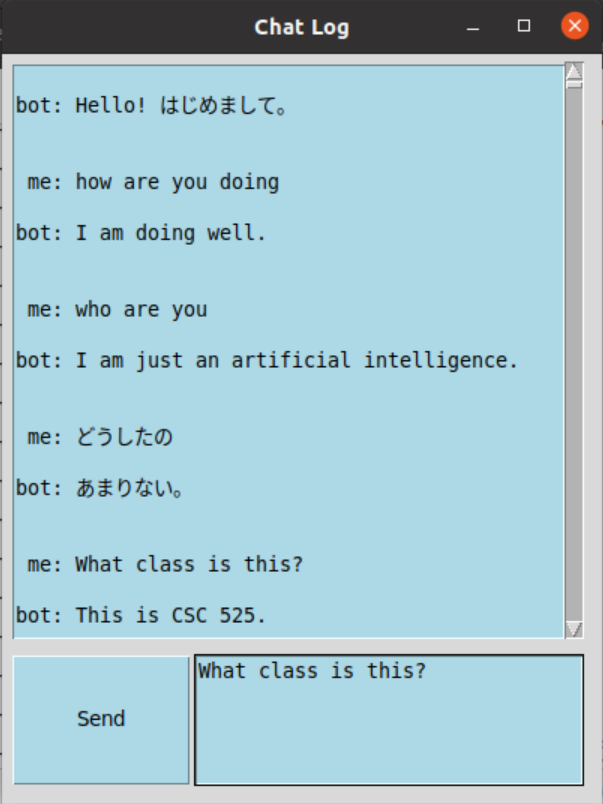 Chat Log
bot: Hello! はじめまして。
me: how are you doing
bot: I am doing well.
me: who are you
bot: I am just an artificial intelligence.
me: どうしたの
bot: あまりない。
me: What class is this?
bot: This is CSC 525.
Send
What class is this?